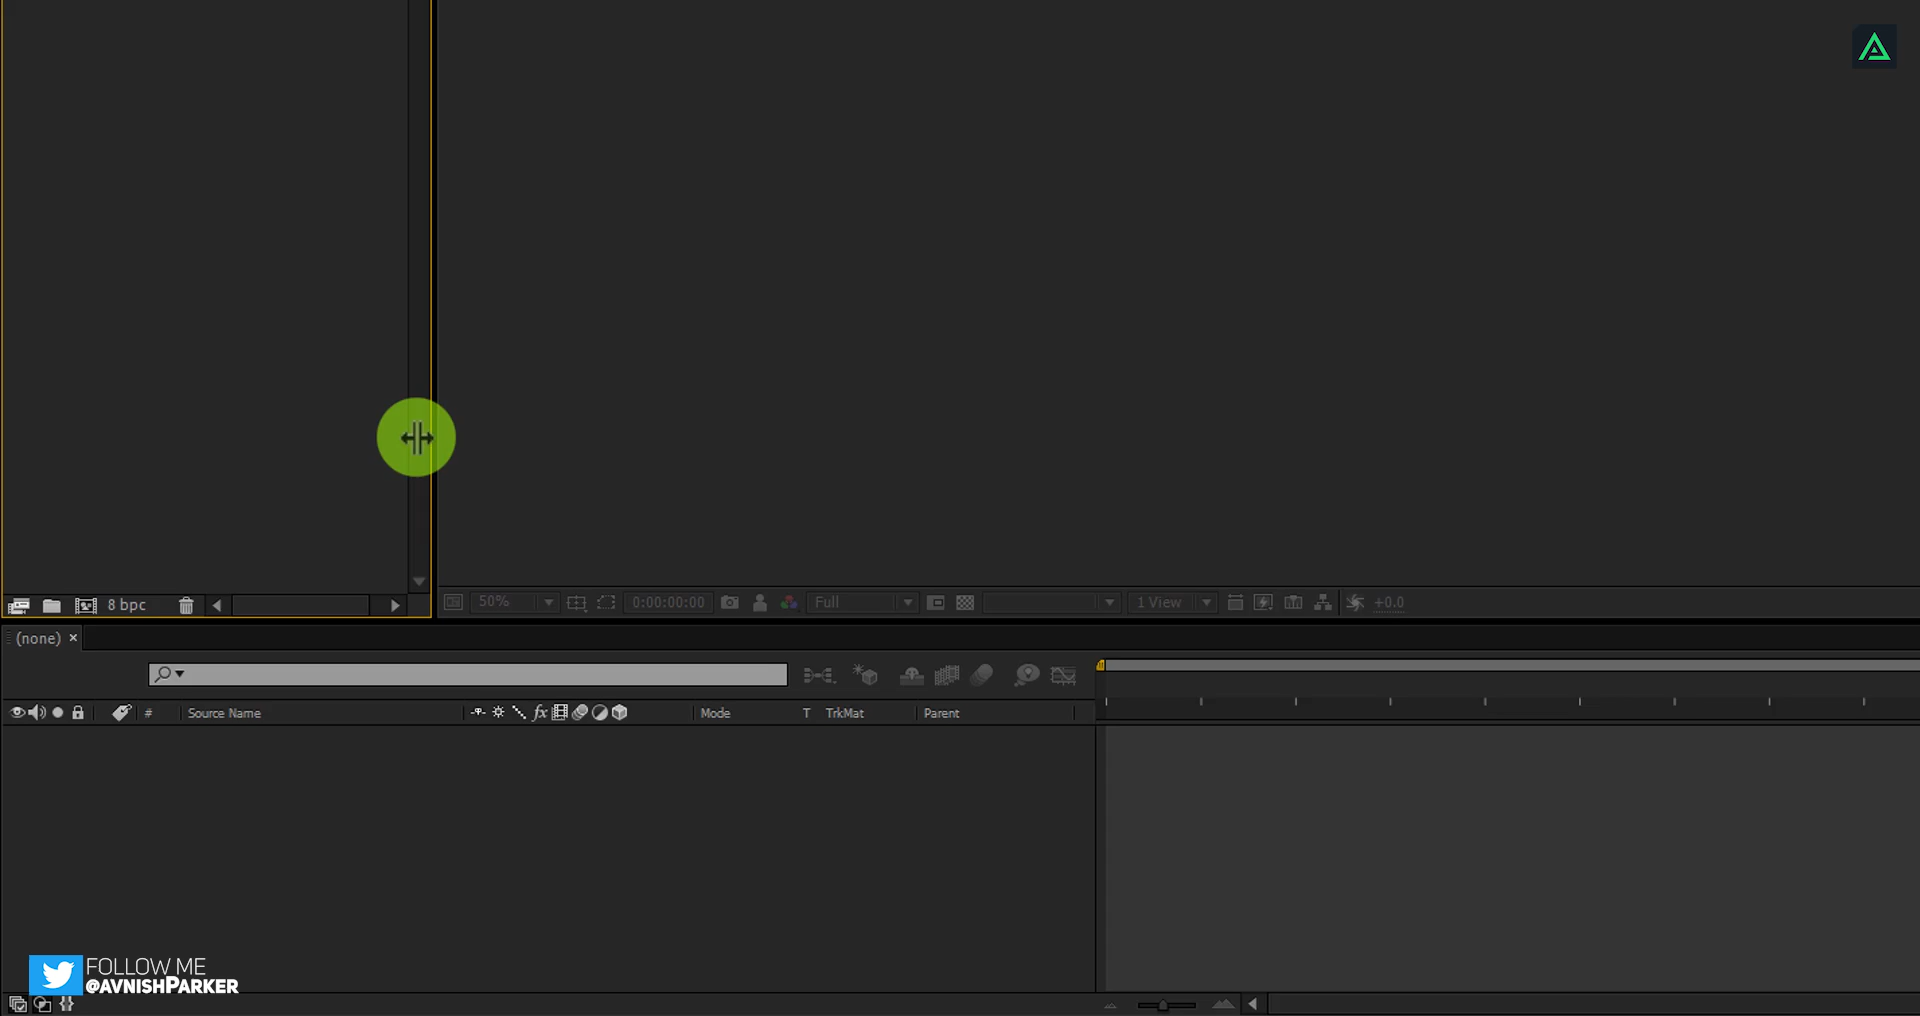 8 bpc
50% 0:00:00:00 Full 1 View +0.0
(none) ×
# Source Name fx Mode T TrkMat Parent
FOLLOW ME
@AVNISHPARKER